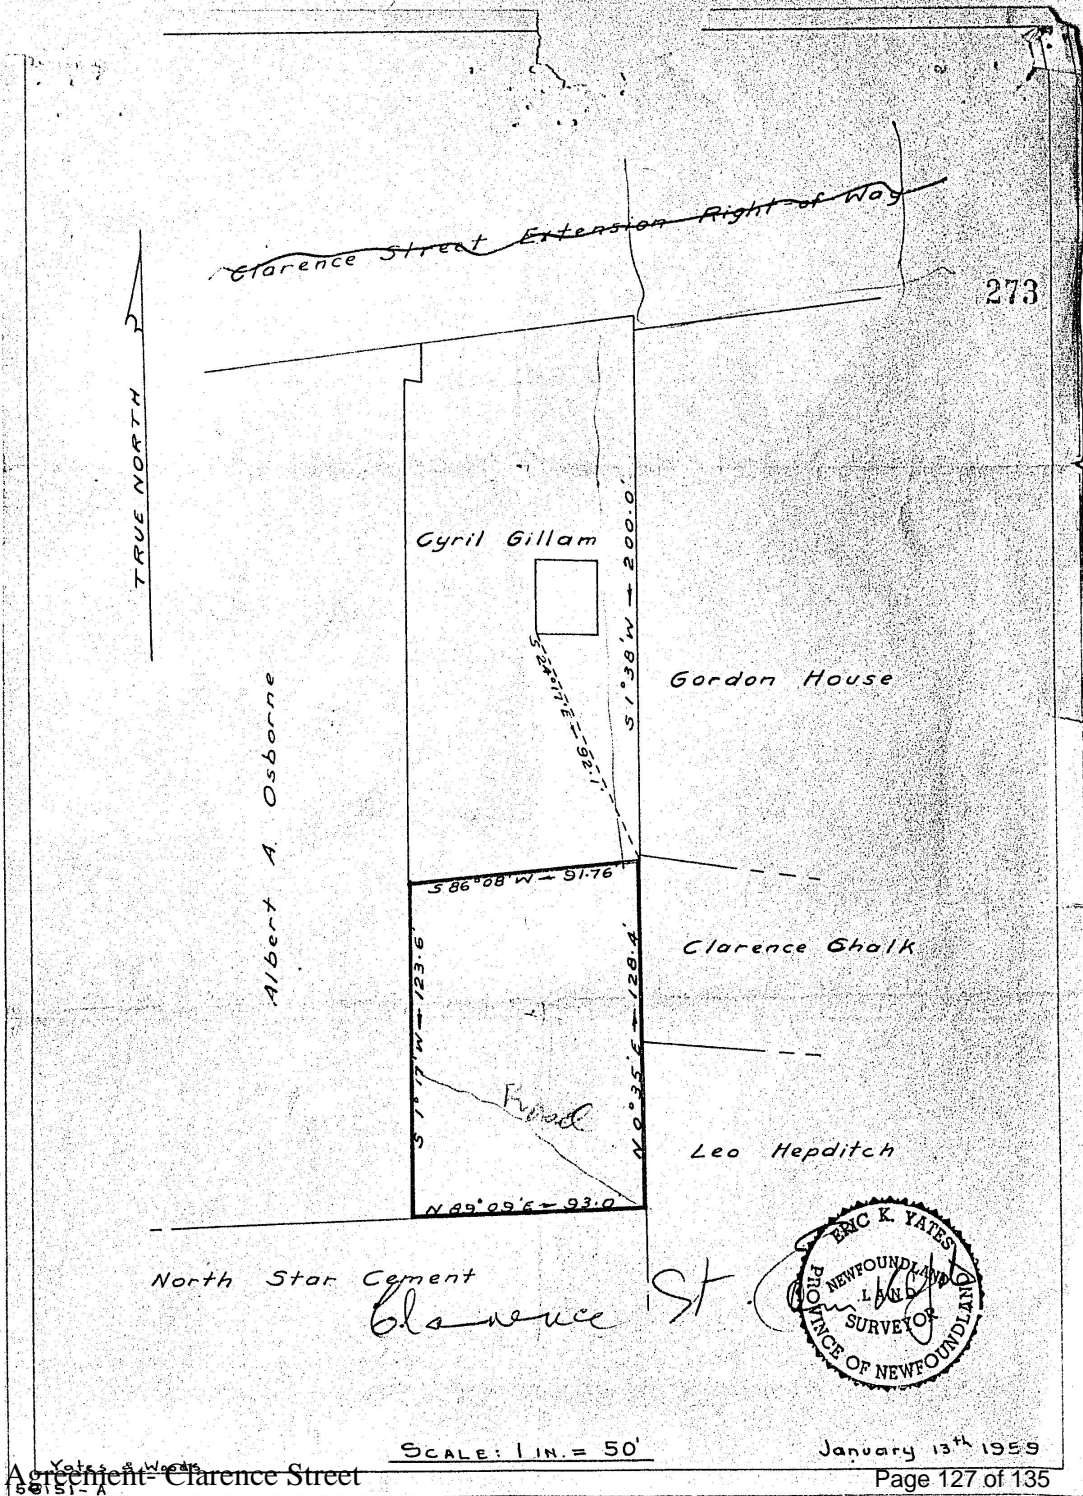 Clarence Street Extension Right-of Way
273
TRUE NORTH
Cyril Gillam
S 1°38'W — 200.0'
S 24°17'E — 92.1'
Gordon House
Albert A Osborne
S 86°08'W — 91.76'
Clarence Chalk
S 1°17'W — 123.6'
N 0°35'E — 128.4'
Road
Leo Hepditch
N 89°09'E — 93.0'
North Star Cement
Clarence St.
ERIC K. YATES
NEWFOUNDLAND
LAND
SURVEYOR
PROVINCE OF NEWFOUNDLAND
SCALE: 1 IN. = 50'
January 13th 1959
Yates & Woods
Agreement- Clarence Street
Page 127 of 135